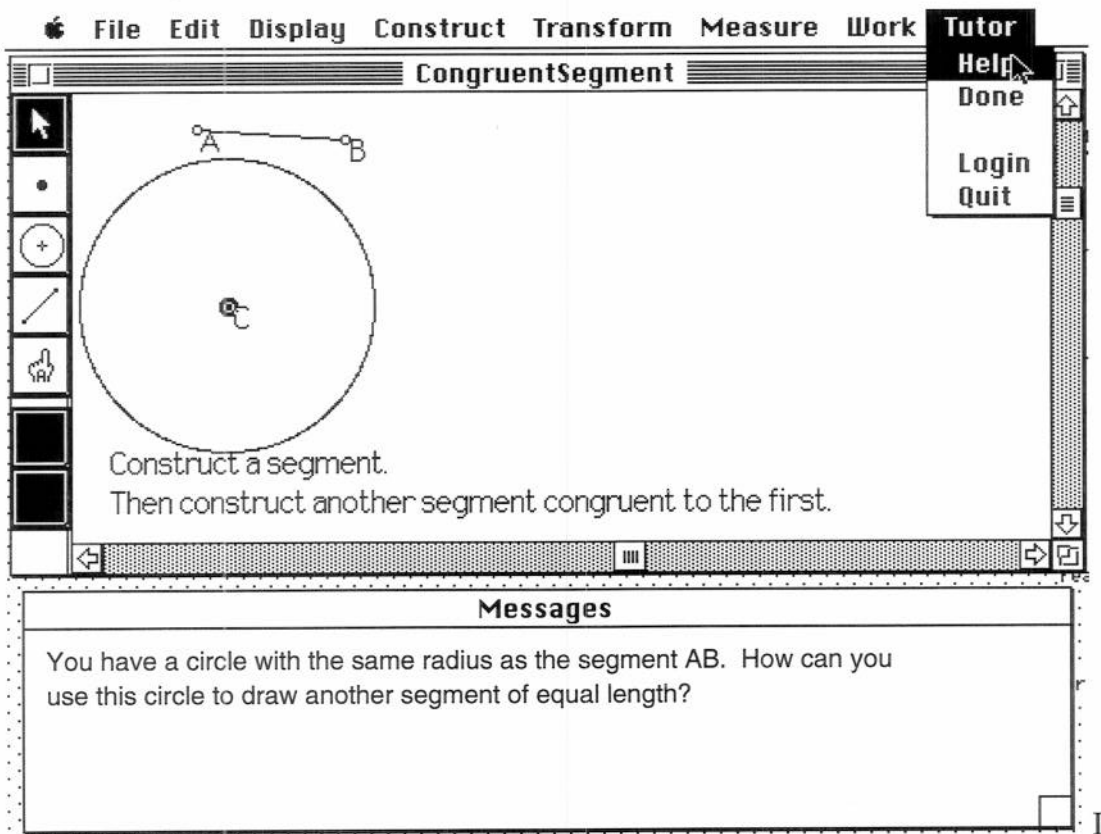 File Edit Display Construct Transform Measure Work Tutor
CongruentSegment
Help
Done
Login
Quit
A
B
C
Construct a segment.
Then construct another segment congruent to the first.
Messages
You have a circle with the same radius as the segment AB. How can you
use this circle to draw another segment of equal length?